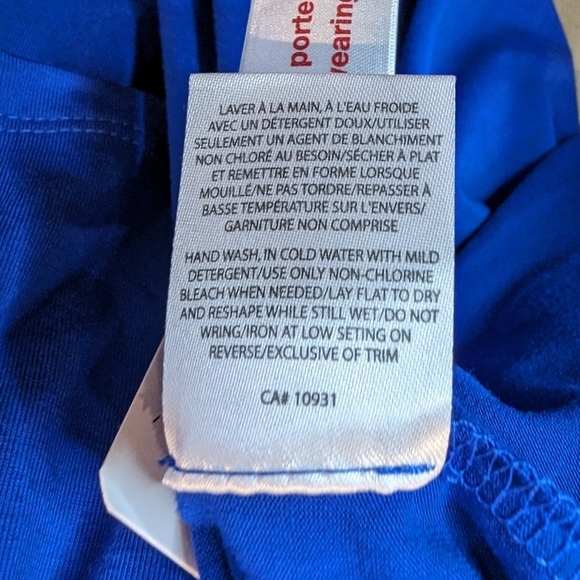 porte
wearing
LAVER À LA MAIN, À L'EAU FROIDE
AVEC UN DÉTERGENT DOUX/UTILISER
SEULEMENT UN AGENT DE BLANCHIMENT
NON CHLORÉ AU BESOIN/SÉCHER À PLAT
ET REMETTRE EN FORME LORSQUE
MOUILLÉ/NE PAS TORDRE/REPASSER À
BASSE TEMPÉRATURE SUR L'ENVERS/
GARNITURE NON COMPRISE
HAND WASH, IN COLD WATER WITH MILD
DETERGENT/USE ONLY NON-CHLORINE
BLEACH WHEN NEEDED/LAY FLAT TO DRY
AND RESHAPE WHILE STILL WET/DO NOT
WRING/IRON AT LOW SETING ON
REVERSE/EXCLUSIVE OF TRIM
CA# 10931